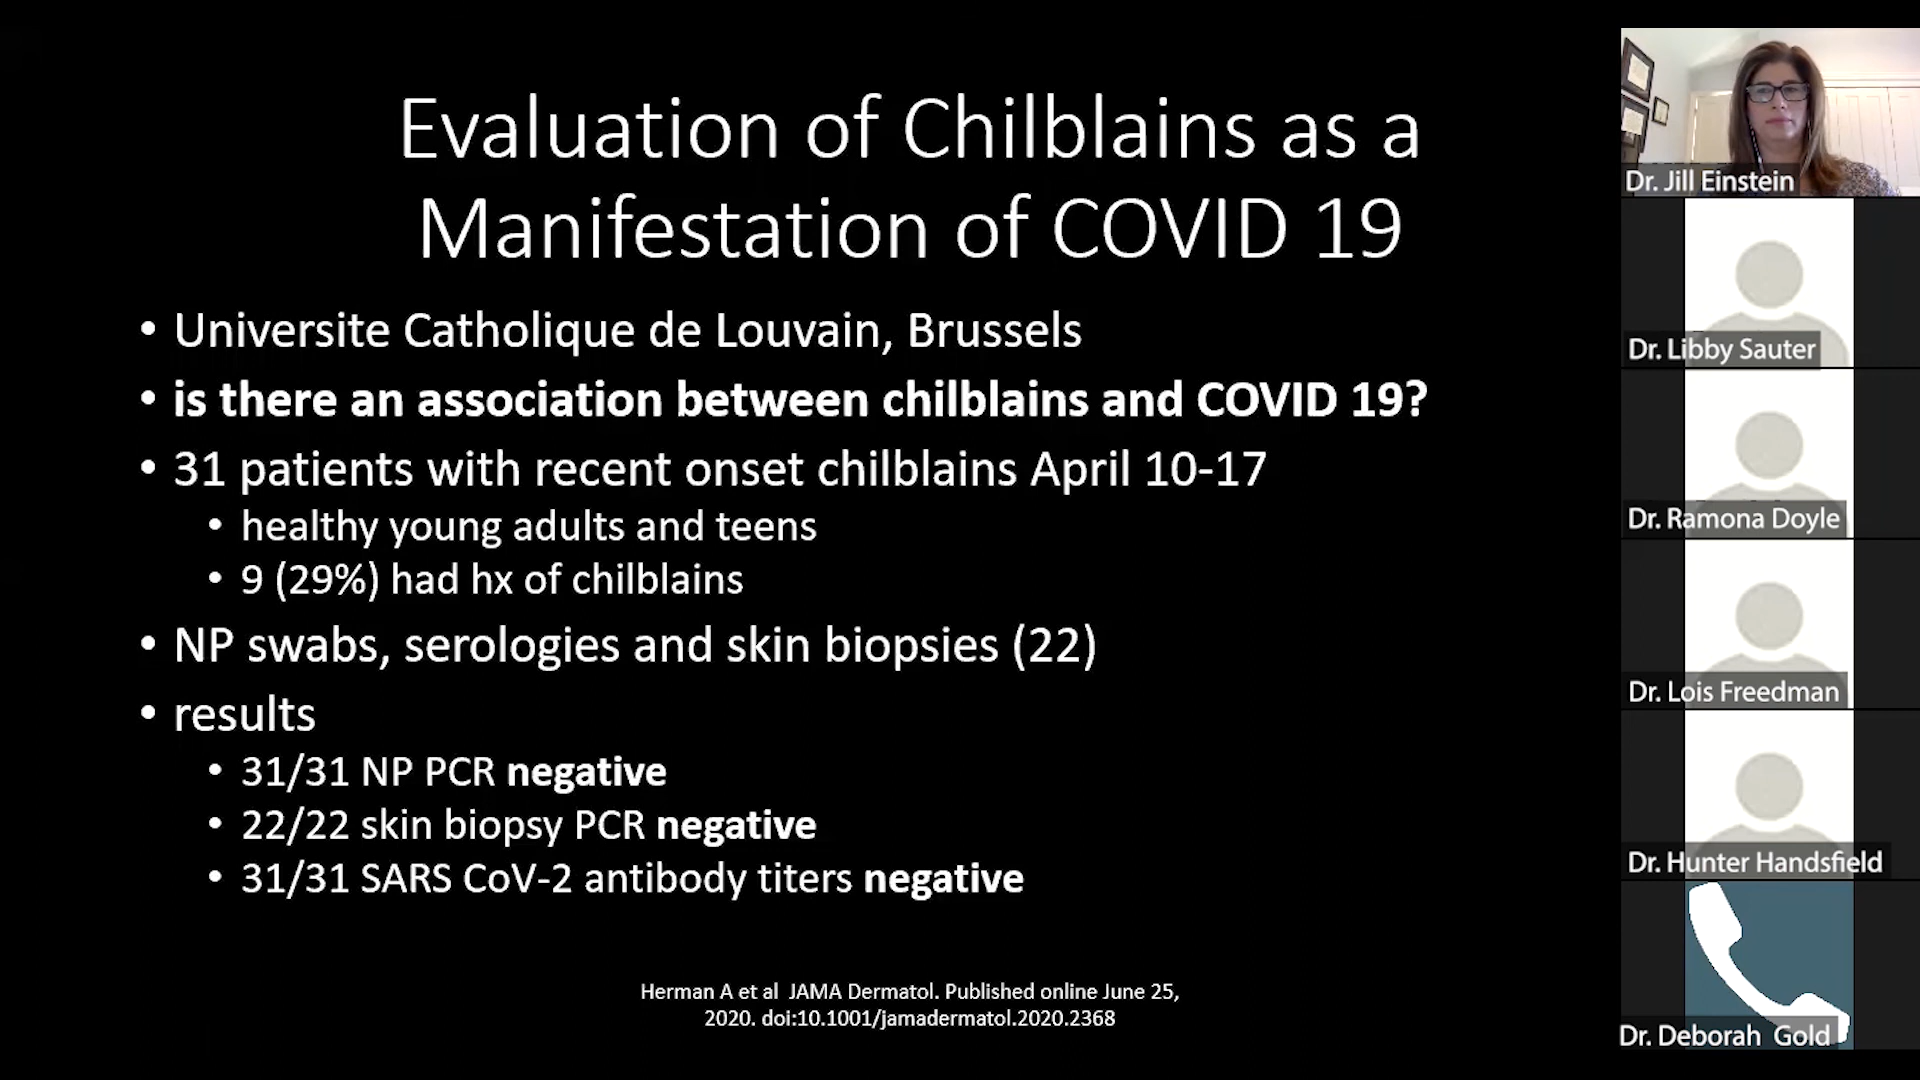 Evaluation of Chilblains as a
Manifestation of COVID 19
• Universite Catholique de Louvain, Brussels
• is there an association between chilblains and COVID 19?
• 31 patients with recent onset chilblains April 10-17
• healthy young adults and teens
• 9 (29%) had hx of chilblains
• NP swabs, serologies and skin biopsies (22)
• results
• 31/31 NP PCR negative
• 22/22 skin biopsy PCR negative
• 31/31 SARS CoV-2 antibody titers negative
Herman A et al JAMA Dermatol. Published online June 25,
2020. doi:10.1001/jamadermatol.2020.2368
Dr. Jill Einstein
Dr. Libby Sauter
Dr. Ramona Doyle
Dr. Lois Freedman
Dr. Hunter Handsfield
Dr. Deborah Gold